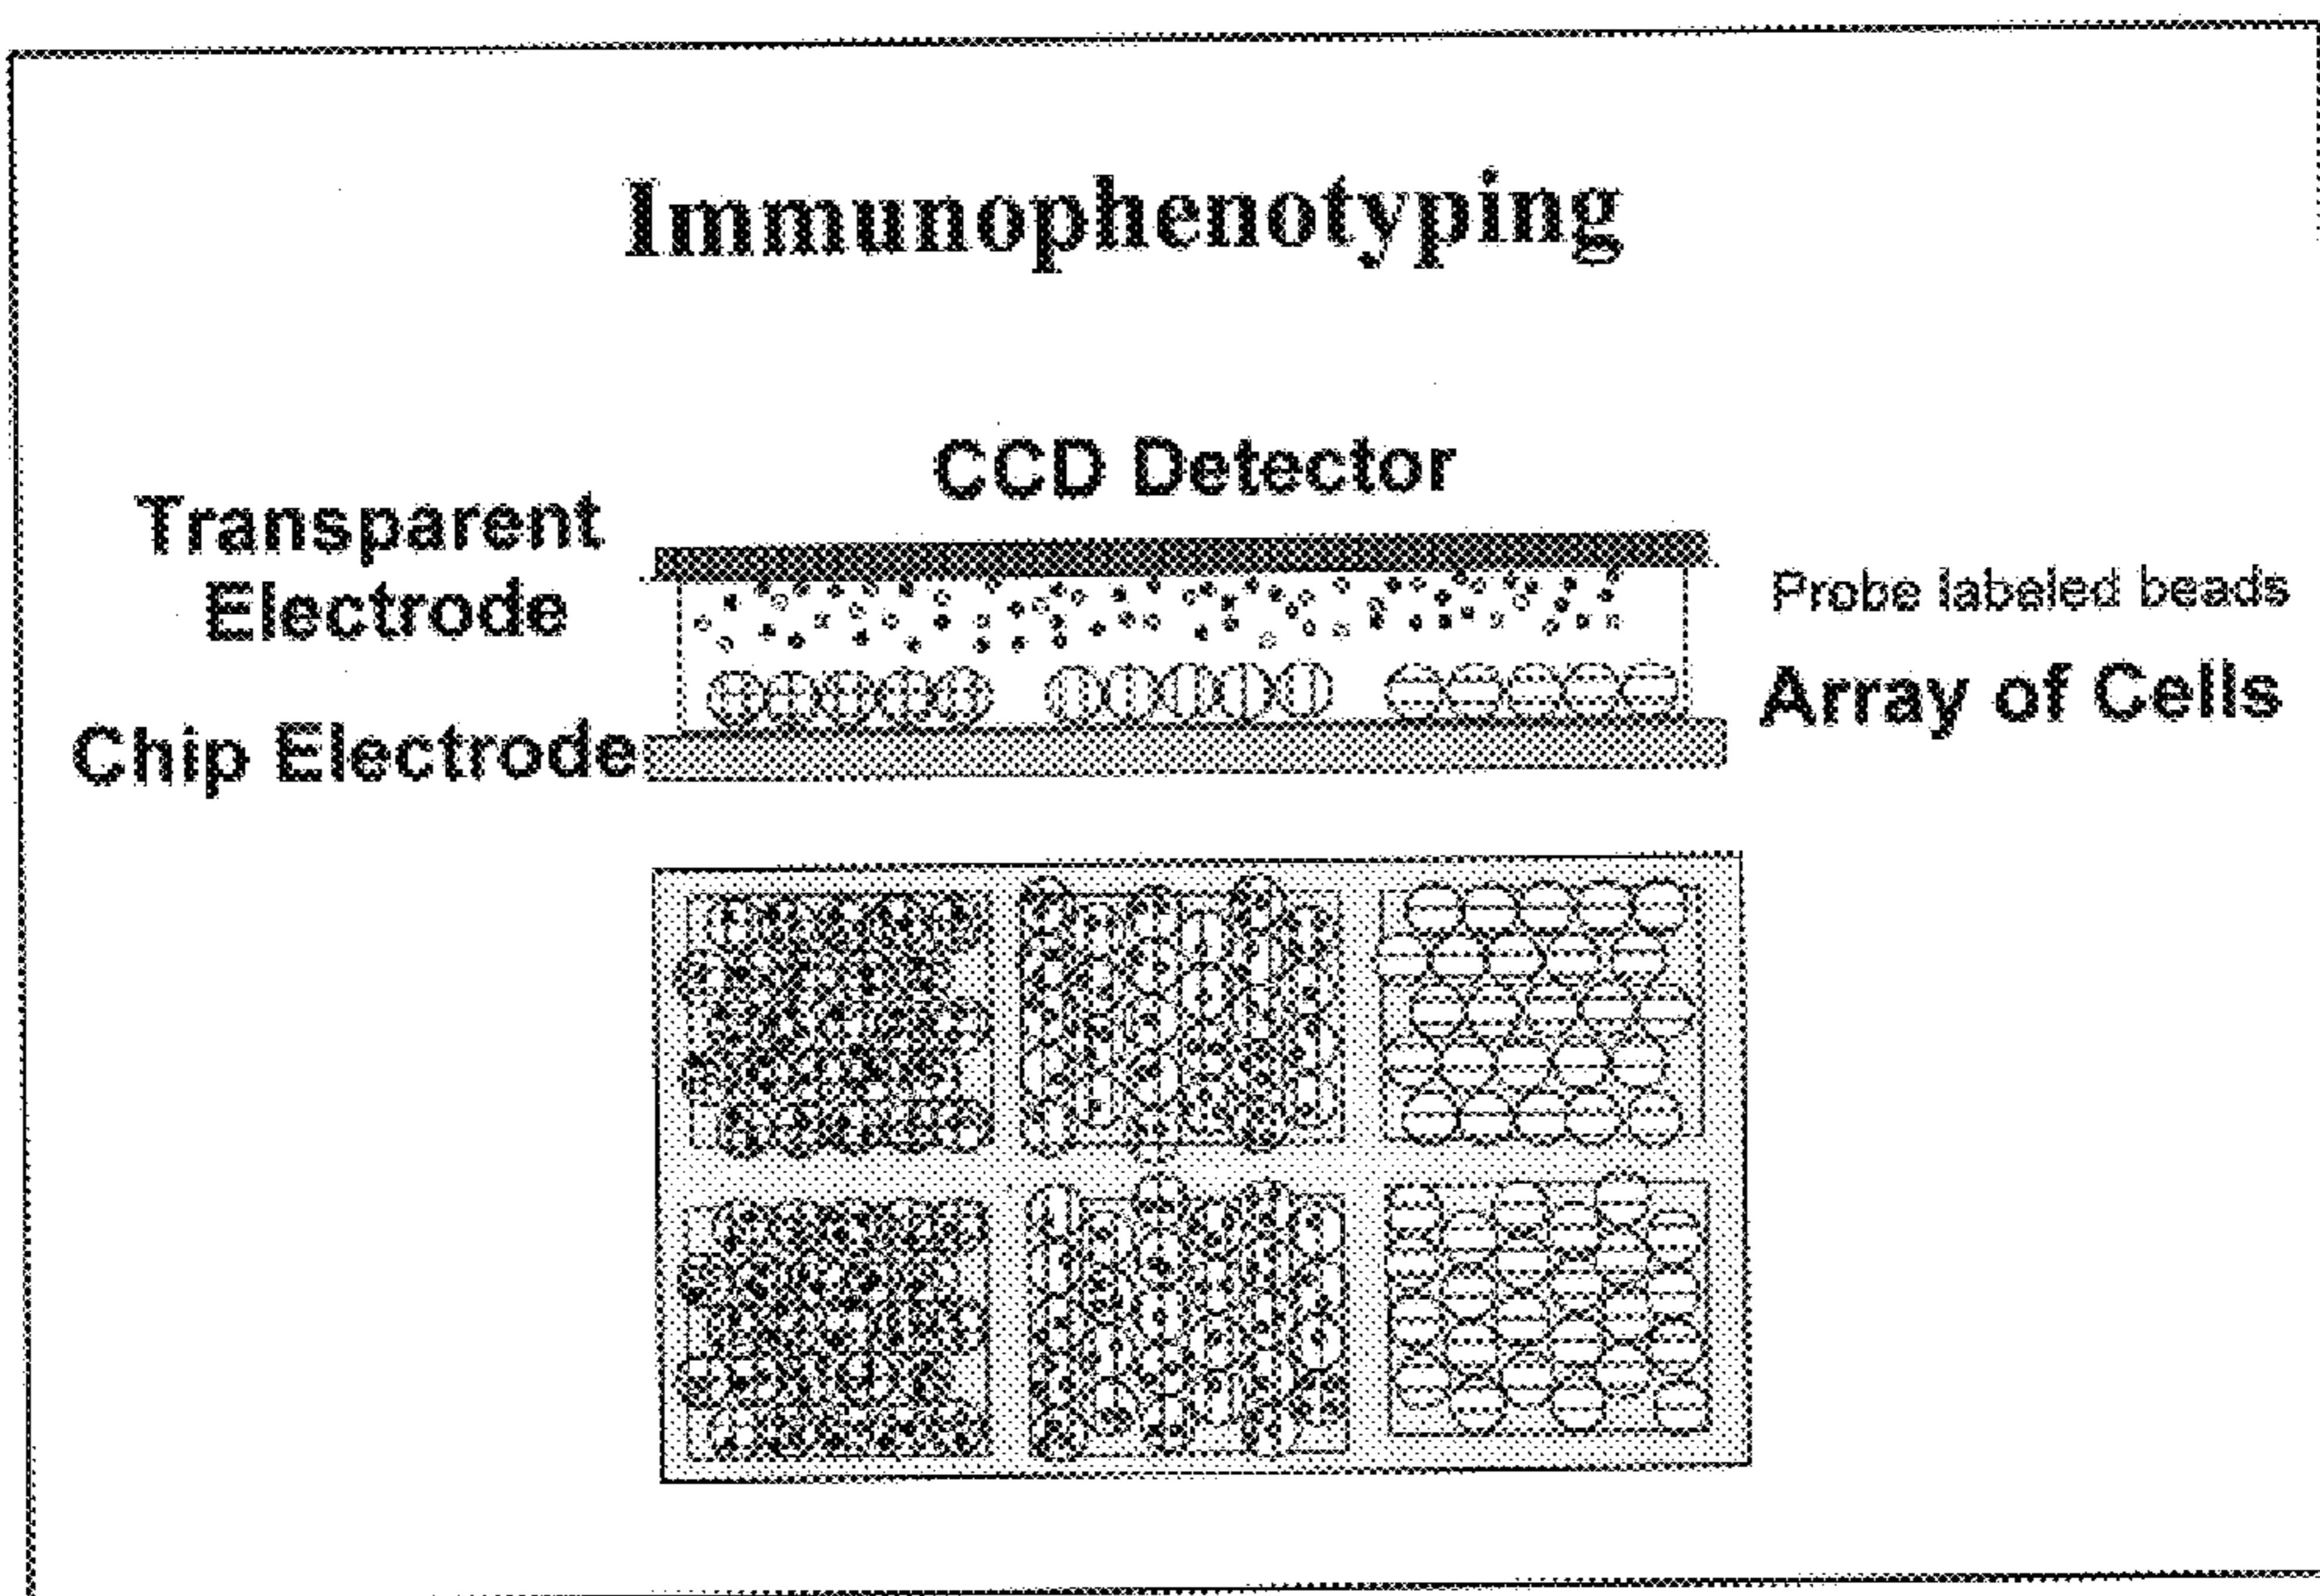 Immunophenotyping
CCD Detector
Transparent
Electrode
Probe labeled beads
Array of Cells
Chip Electrode